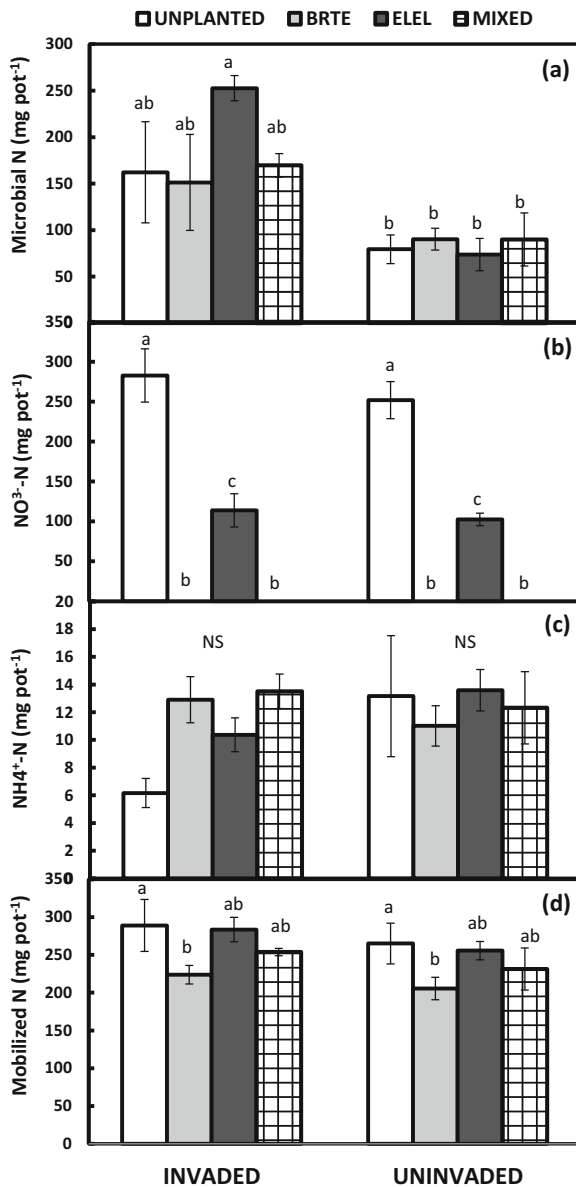 UNPLANTED BRTE ELEL MIXED
(a)
Microbial N (mg pot⁻¹)
300
250
200
150
100
50
0
ab ab a ab
b b b b
(b)
NO³-N (mg pot⁻¹)
350
300
250
200
150
100
50
a b c b
a b c b
(c)
NH4⁺-N (mg pot⁻¹)
20
18
16
14
12
10
8
6
4
2
0
NS NS
(d)
Mobilized N (mg pot⁻¹)
350
300
250
200
150
100
50
0
a b ab ab
a b ab ab
INVADED UNINVADED